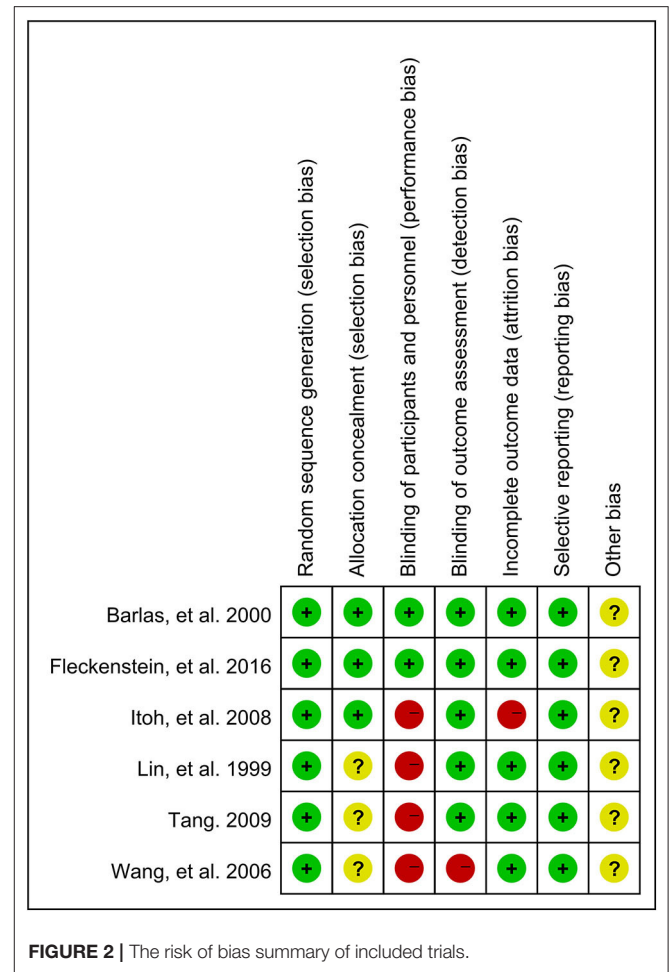 Random sequence generation (selection bias)
Allocation concealment (selection bias)
Blinding of participants and personnel (performance bias)
Blinding of outcome assessment (detection bias)
Incomplete outcome data (attrition bias)
Selective reporting (reporting bias)
Other bias
Barlas, et al. 2000 + + + + + + ?
Fleckenstein, et al. 2016 + + + + + + ?
Itoh, et al. 2008 + + - + - + ?
Lin, et al. 1999 + ? - + + + ?
Tang. 2009 + ? - + + + ?
Wang, et al. 2006 + ? - - + + ?
FIGURE 2 | The risk of bias summary of included trials.